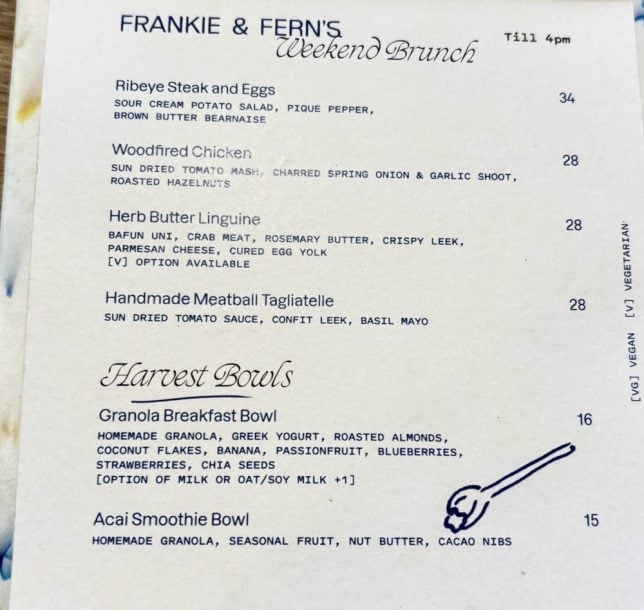 FRANKIE & FERN'S
Weekend Brunch
Till 4pm
Ribeye Steak and Eggs 34
SOUR CREAM POTATO SALAD, PIQUE PEPPER,
BROWN BUTTER BEARNAISE
Woodfired Chicken 28
SUN DRIED TOMATO MASH, CHARRED SPRING ONION & GARLIC SHOOT,
ROASTED HAZELNUTS
Herb Butter Linguine 28
BAFUN UNI, CRAB MEAT, ROSEMARY BUTTER, CRISPY LEEK,
PARMESAN CHEESE, CURED EGG YOLK
[V] OPTION AVAILABLE
Handmade Meatball Tagliatelle 28
SUN DRIED TOMATO SAUCE, CONFIT LEEK, BASIL MAYO
Harvest Bowls
Granola Breakfast Bowl 16
HOMEMADE GRANOLA, GREEK YOGURT, ROASTED ALMONDS,
COCONUT FLAKES, BANANA, PASSIONFRUIT, BLUEBERRIES,
STRAWBERRIES, CHIA SEEDS
[OPTION OF MILK OR OAT/SOY MILK +1]
Acai Smoothie Bowl 15
HOMEMADE GRANOLA, SEASONAL FRUIT, NUT BUTTER, CACAO NIBS
[VG] VEGAN [V] VEGETARIAN